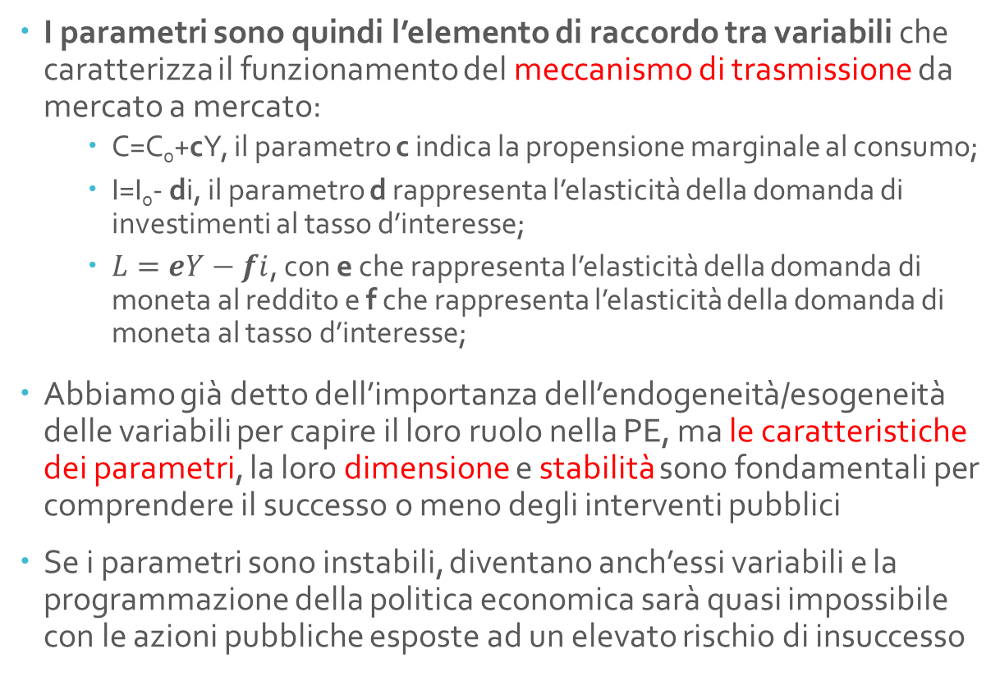 • I parametri sono quindi l’elemento di raccordo tra variabili che
caratterizza il funzionamento del meccanismo di trasmissione da
mercato a mercato:
• C=C₀+cY, il parametro c indica la propensione marginale al consumo;
• I=I₀- di, il parametro d rappresenta l’elasticità della domanda di
investimenti al tasso d’interesse;
• L = eY − fi, con e che rappresenta l’elasticità della domanda di
moneta al reddito e f che rappresenta l’elasticità della domanda di
moneta al tasso d’interesse;
• Abbiamo già detto dell’importanza dell’endogeneità/esogeneità
delle variabili per capire il loro ruolo nella PE, ma le caratteristiche
dei parametri, la loro dimensione e stabilità sono fondamentali per
comprendere il successo o meno degli interventi pubblici
• Se i parametri sono instabili, diventano anch’essi variabili e la
programmazione della politica economica sarà quasi impossibile
con le azioni pubbliche esposte ad un elevato rischio di insuccesso